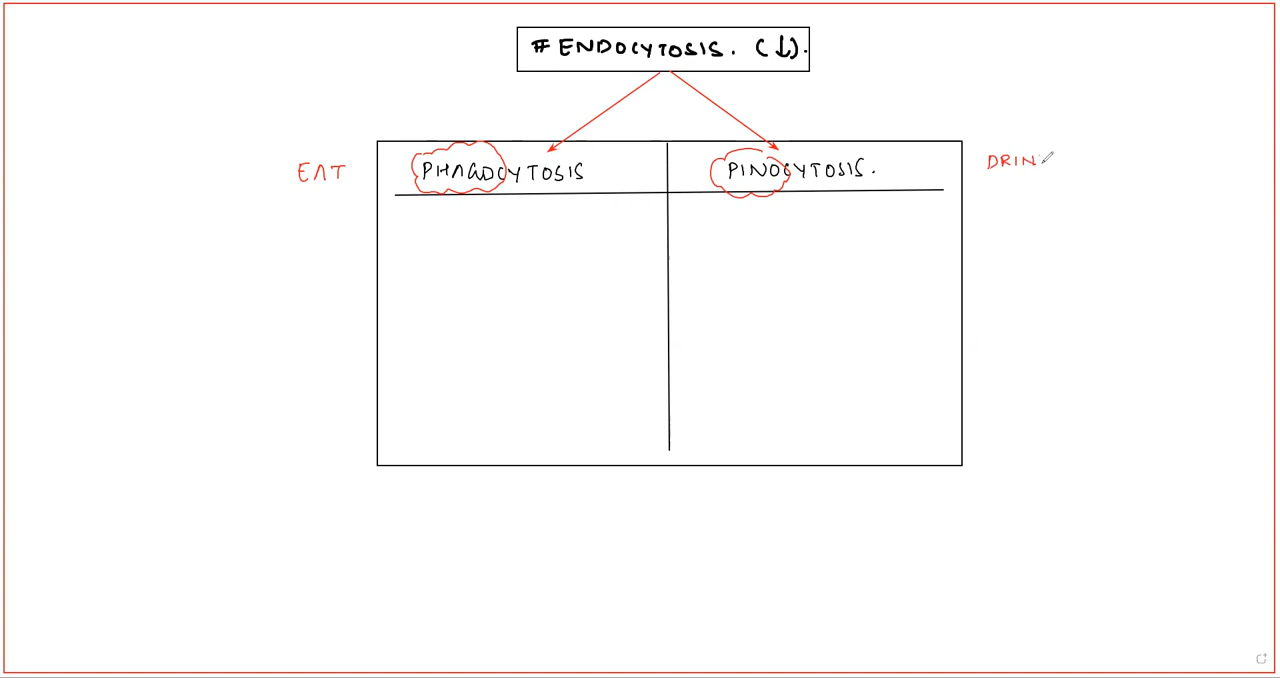 # ENDOCYTOSIS. (↓).
EAT PHAGOCYTOSIS PINOCYTOSIS. DRIN